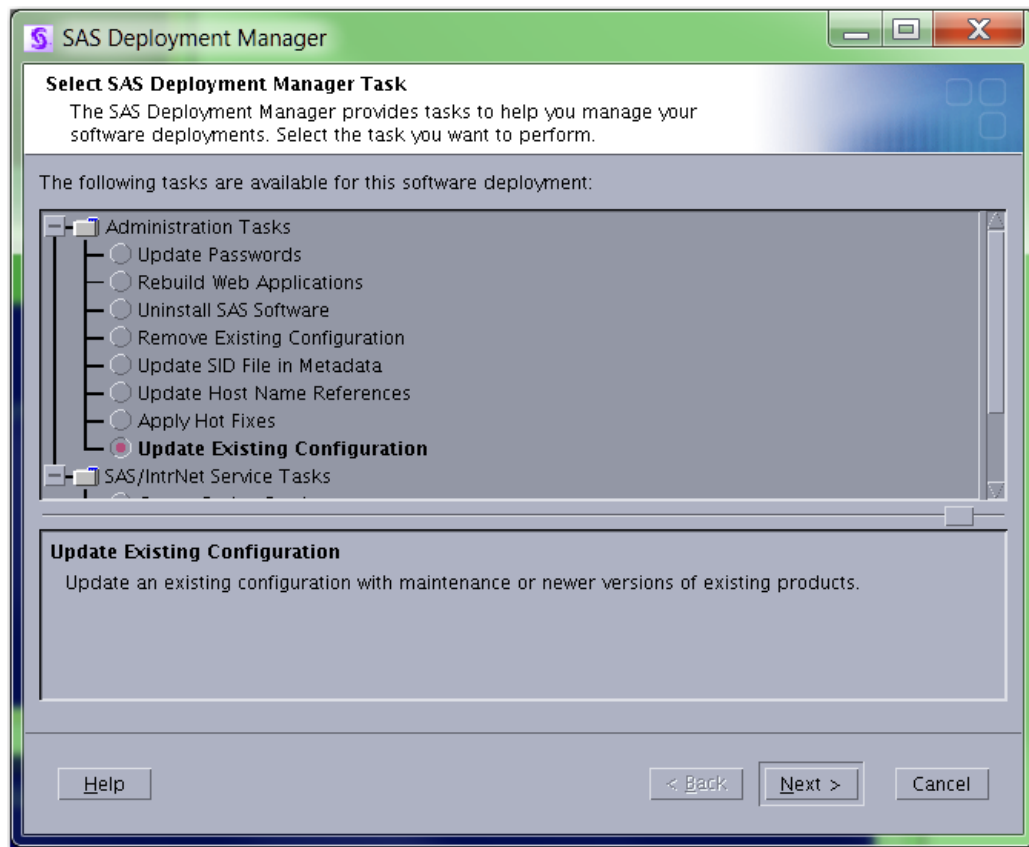 SAS Deployment Manager
Select SAS Deployment Manager Task
The SAS Deployment Manager provides tasks to help you manage your
software deployments. Select the task you want to perform.
The following tasks are available for this software deployment:
Administration Tasks
Update Passwords
Rebuild Web Applications
Uninstall SAS Software
Remove Existing Configuration
Update SID File in Metadata
Update Host Name References
Apply Hot Fixes
Update Existing Configuration
SAS/IntrNet Service Tasks
Update Existing Configuration
Update an existing configuration with maintenance or newer versions of existing products.
Help
< Back
Next >
Cancel